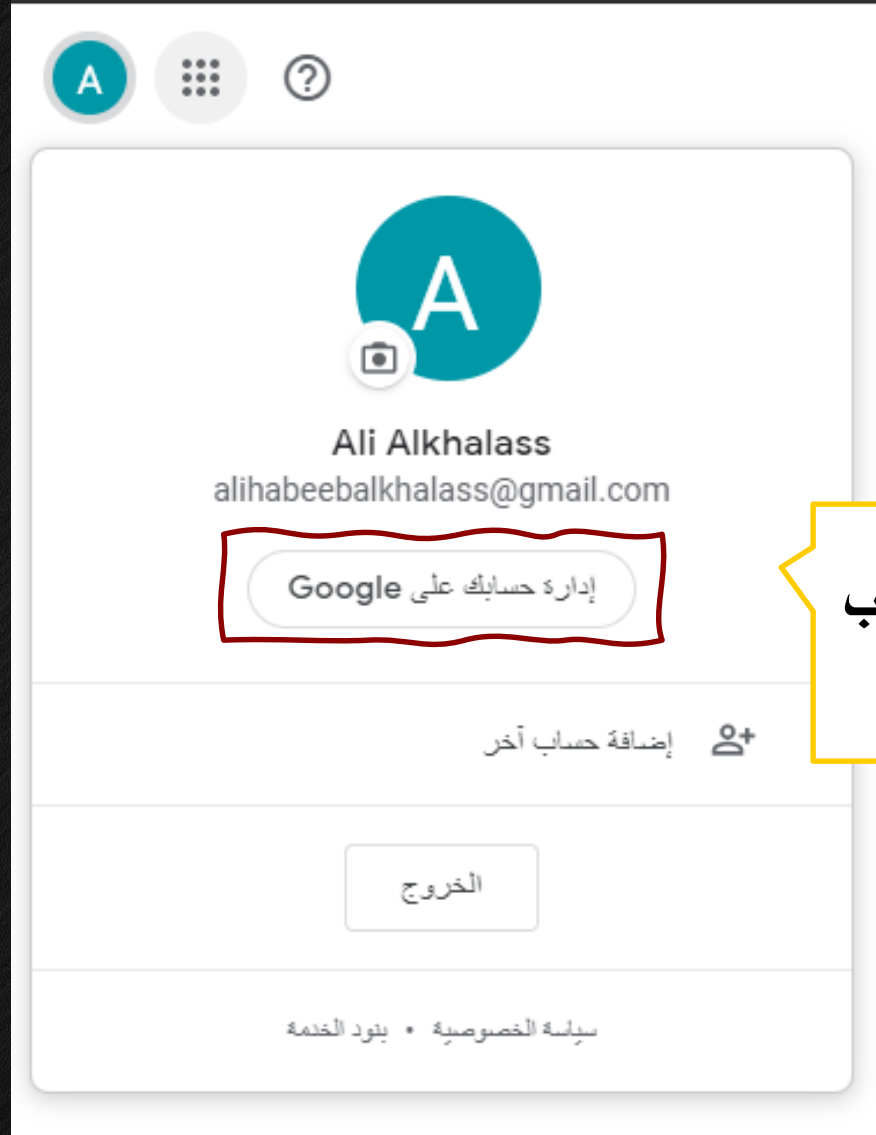 A
A
Ali Alkhalass
alihabeebalkhalass@gmail.com
إدارة حسابك على Google
إضافة حساب آخر
الخروج
سياسة الخصوصية • بنود الخدمة